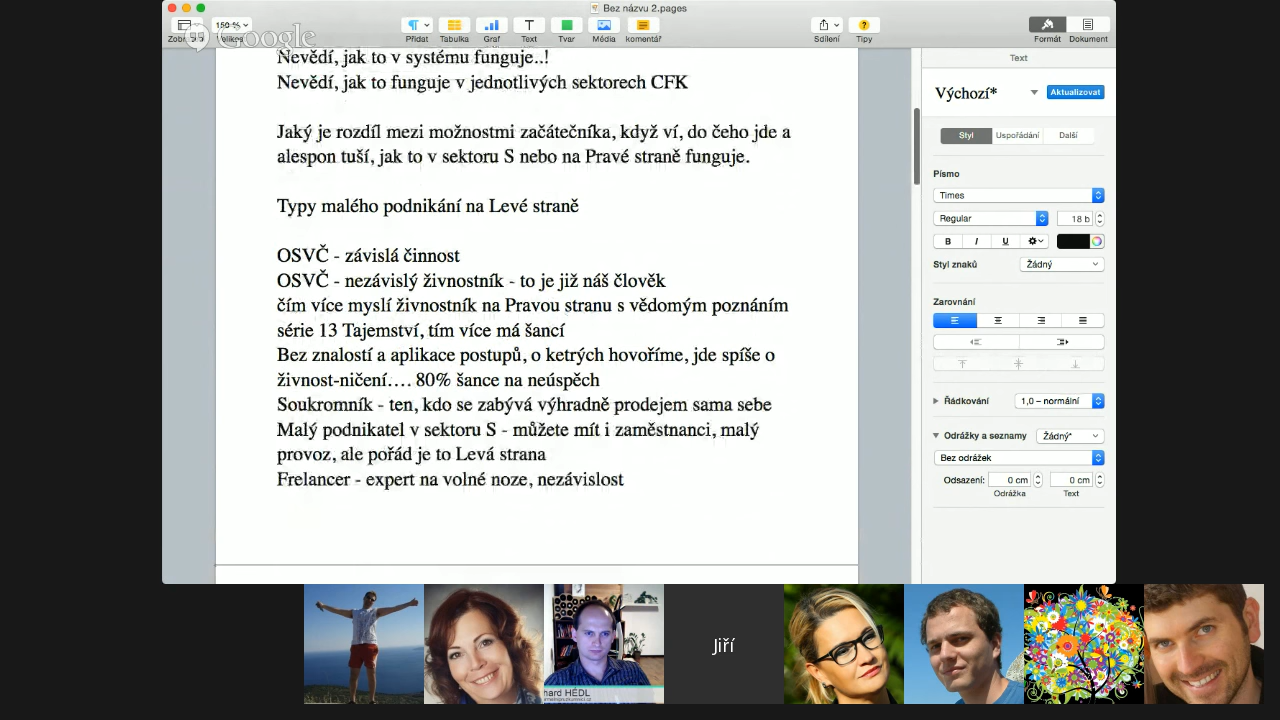 Bez názvu 2.pages
150 %
Přidat
Tabulka
Graf
Text
Tvar
Média
komentář
Sdílení
Tipy
Formát
Dokument
Google
Nevědí, jak to v systému funguje..!
Nevědí, jak to funguje v jednotlivých sektorech CFK
Jaký je rozdíl mezi možnostmi začátečníka, když ví, do čeho jde a
alespon tuší, jak to v sektoru S nebo na Pravé straně funguje.
Typy malého podnikání na Levé straně
OSVČ - závislá činnost
OSVČ - nezávislý živnostník - to je již náš člověk
čím více myslí živnostník na Pravou stranu s vědomým poznáním
série 13 Tajemství, tím více má šancí
Bez znalostí a aplikace postupů, o ketrých hovoříme, jde spíše o
živnost-ničení…. 80% šance na neúspěch
Soukromník - ten, kdo se zabývá výhradně prodejem sama sebe
Malý podnikatel v sektoru S - můžete mít i zaměstnanci, malý
provoz, ale pořád je to Levá strana
Frelancer - expert na volné noze, nezávislost
Text
Výchozí*
Aktualizovat
Styl
Uspořádání
Další
Písmo
Times
Regular
18 b
B I U
Styl znaků
Žádný
Zarovnání
Řádkování
1,0 – normální
Odrážky a seznamy
Žádný*
Bez odrážek
Odsazení:
0 cm
0 cm
Odrážka
Text
hard HÉDL
Jiří